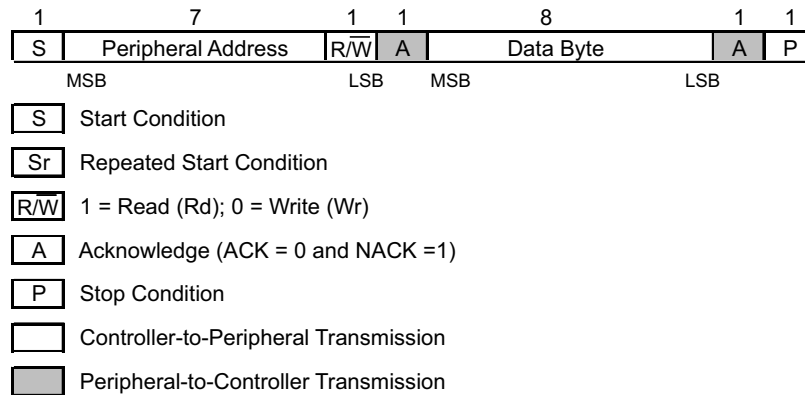 1 7 1 1 8 1 1
S Peripheral Address R/W̅ A Data Byte A P
MSB LSB MSB LSB
S Start Condition
Sr Repeated Start Condition
R/W̅ 1 = Read (Rd); 0 = Write (Wr)
A Acknowledge (ACK = 0 and NACK =1)
P Stop Condition
Controller-to-Peripheral Transmission
Peripheral-to-Controller Transmission